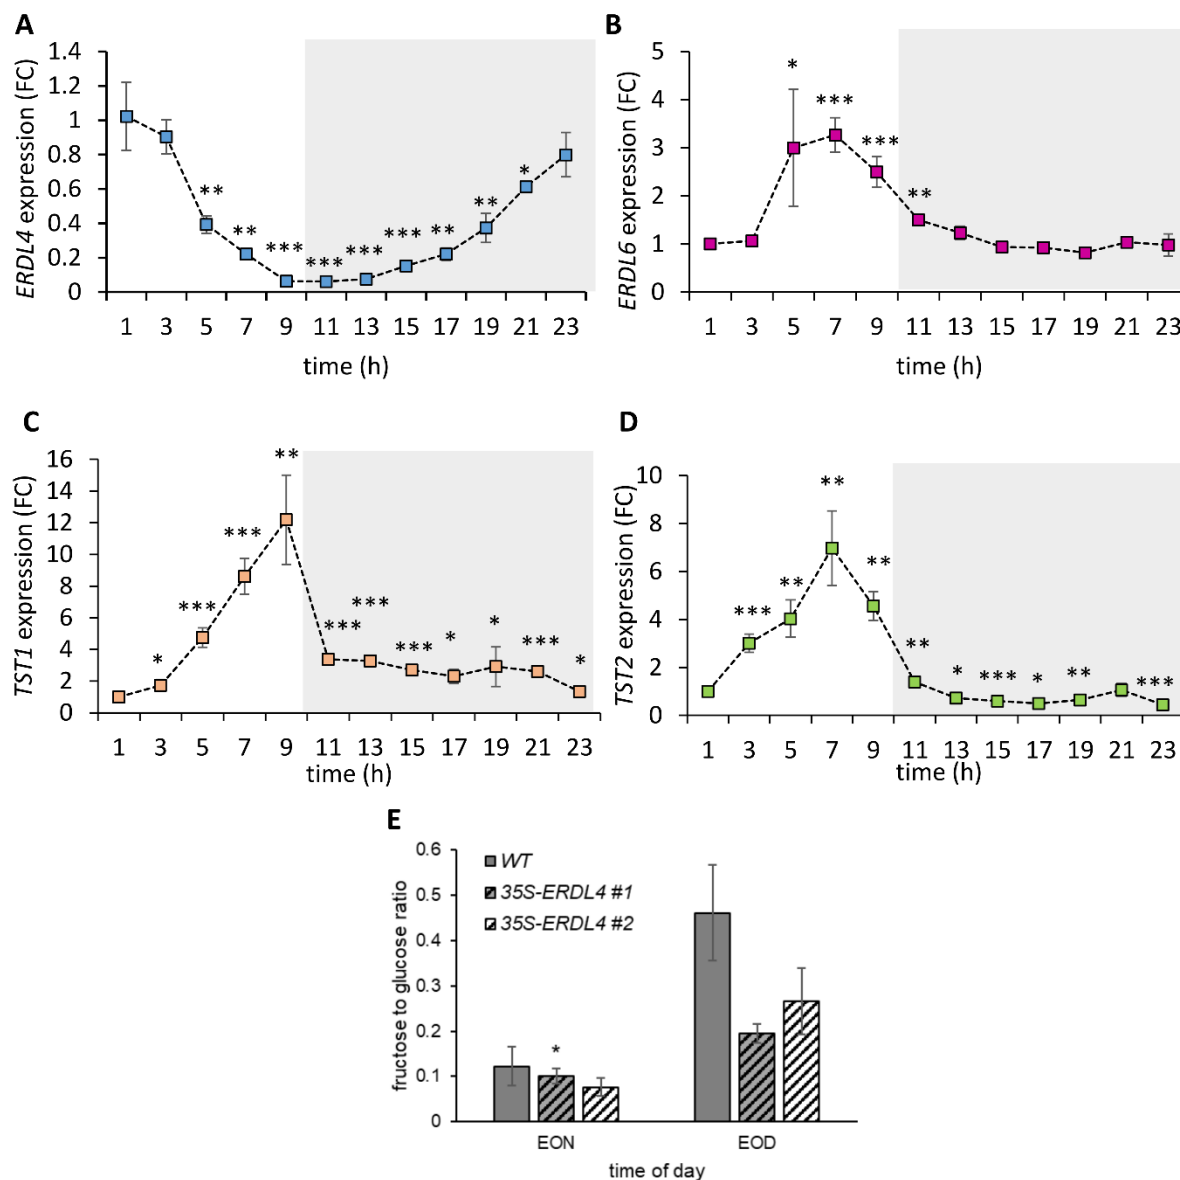 A
ERDL4 expression (FC)
1.4
1.2
1
0.8
0.6
0.4
0.2
0
** ** *** *** *** *** ** ** *
1 3 5 7 9 11 13 15 17 19 21 23
time (h)
B
ERDL6 expression (FC)
5
4
3
2
1
0
* *** *** **
1 3 5 7 9 11 13 15 17 19 21 23
time (h)
C
TST1 expression (FC)
16
14
12
10
8
6
4
2
0
* *** *** ** *** *** *** * * *** *
1 3 5 7 9 11 13 15 17 19 21 23
time (h)
D
TST2 expression (FC)
10
8
6
4
2
0
*** ** ** ** ** * *** * ** ***
1 3 5 7 9 11 13 15 17 19 21 23
time (h)
E
fructose to glucose ratio
0.6
0.5
0.4
0.3
0.2
0.1
0
WT
35S-ERDL4 #1
35S-ERDL4 #2
*
EON EOD
time of day